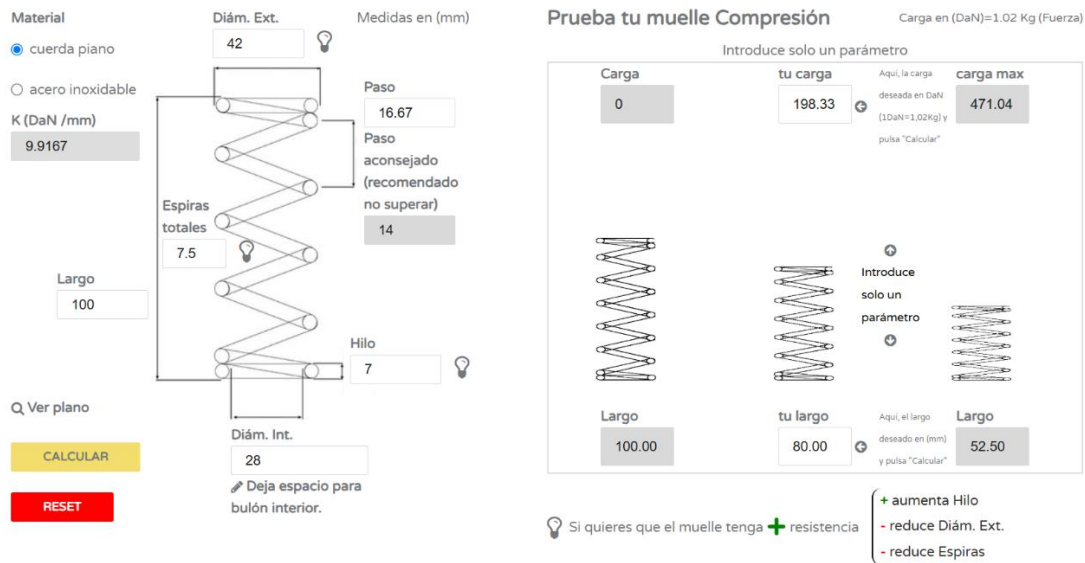 Material
cuerda piano
acero inoxidable
K (DaN /mm)
9.9167
Diám. Ext.
42
Medidas en (mm)
Paso
16.67
Paso
aconsejado
(recomendado
no superar)
14
Espiras
totales
7.5
Largo
100
Hilo
7
Ver plano
CALCULAR
RESET
Diám. Int.
28
Deja espacio para
bulón interior.
Prueba tu muelle Compresión
Carga en (DaN)=1.02 Kg (Fuerza)
Introduce solo un parámetro
Carga
0
tu carga
198.33
Aquí, la carga
deseada en DaN
(1DaN=1,02Kg) y
pulsa "Calcular"
carga max
471.04
Introduce
solo un
parámetro
Largo
100.00
tu largo
80.00
Aquí, el largo
deseado en (mm)
y pulsa "Calcular"
Largo
52.50
Si quieres que el muelle tenga + resistencia
+ aumenta Hilo
- reduce Diám. Ext.
- reduce Espiras